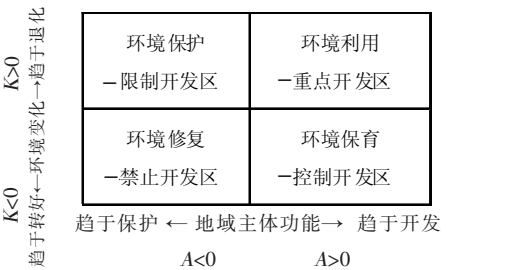 K<0 K>0
趋于转好←环境变化→趋于退化
环境保护 环境利用
—限制开发区 —重点开发区
环境修复 环境保育
—禁止开发区 —控制开发区
趋于保护 ← 地域主体功能→ 趋于开发
A<0 A>0